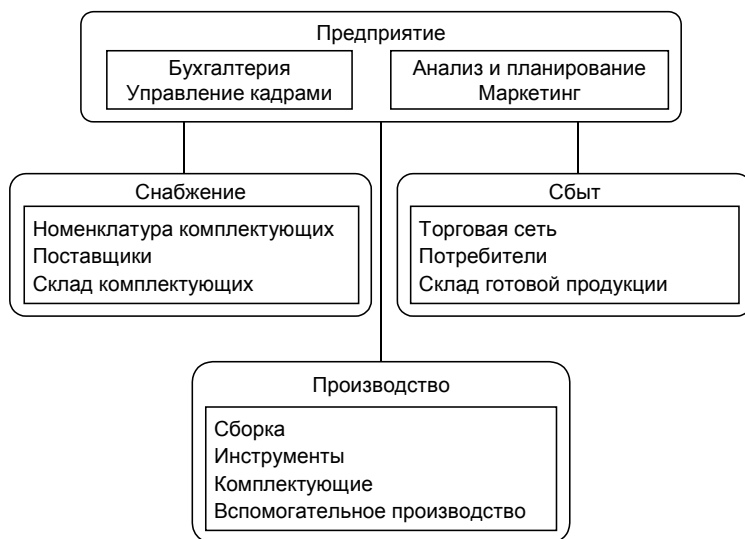 Предприятие
Бухгалтерия
Управление кадрами
Анализ и планирование
Маркетинг
Снабжение
Номенклатура комплектующих
Поставщики
Склад комплектующих
Сбыт
Торговая сеть
Потребители
Склад готовой продукции
Производство
Сборка
Инструменты
Комплектующие
Вспомогательное производство